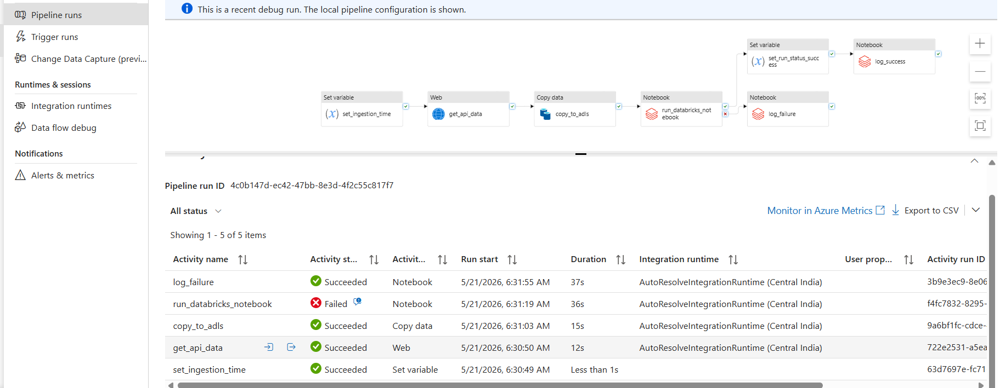 Pipeline runs
Trigger runs
Change Data Capture (previ...
Runtimes & sessions
Integration runtimes
Data flow debug
Notifications
Alerts & metrics
This is a recent debug run. The local pipeline configuration is shown.
Set variable
set_run_status_succ
ess
Notebook
log_success
Set variable
(x) set_ingestion_time
Web
get_api_data
Copy data
copy_to_adls
Notebook
run_databricks_not
ebook
Notebook
log_failure
100%
Pipeline run ID 4c0b147d-ec42-47bb-8e3d-4f2c55c817f7
All status
Monitor in Azure Metrics Export to CSV
Showing 1 - 5 of 5 items
Activity name Activity st... Activit... Run start Duration Integration runtime User prop... Activity run ID
log_failure Succeeded Notebook 5/21/2026, 6:31:55 AM 37s AutoResolveIntegrationRuntime (Central India) 3b9e3ec9-8e06
run_databricks_notebook Failed Notebook 5/21/2026, 6:31:19 AM 36s AutoResolveIntegrationRuntime (Central India) f4fc7832-8295-
copy_to_adls Succeeded Copy data 5/21/2026, 6:31:03 AM 15s AutoResolveIntegrationRuntime (Central India) 9a6bf1fc-cdce-
get_api_data Succeeded Web 5/21/2026, 6:30:50 AM 12s AutoResolveIntegrationRuntime (Central India) 722e2531-a5ea
set_ingestion_time Succeeded Set variable 5/21/2026, 6:30:49 AM Less than 1s 63d7697e-fc71